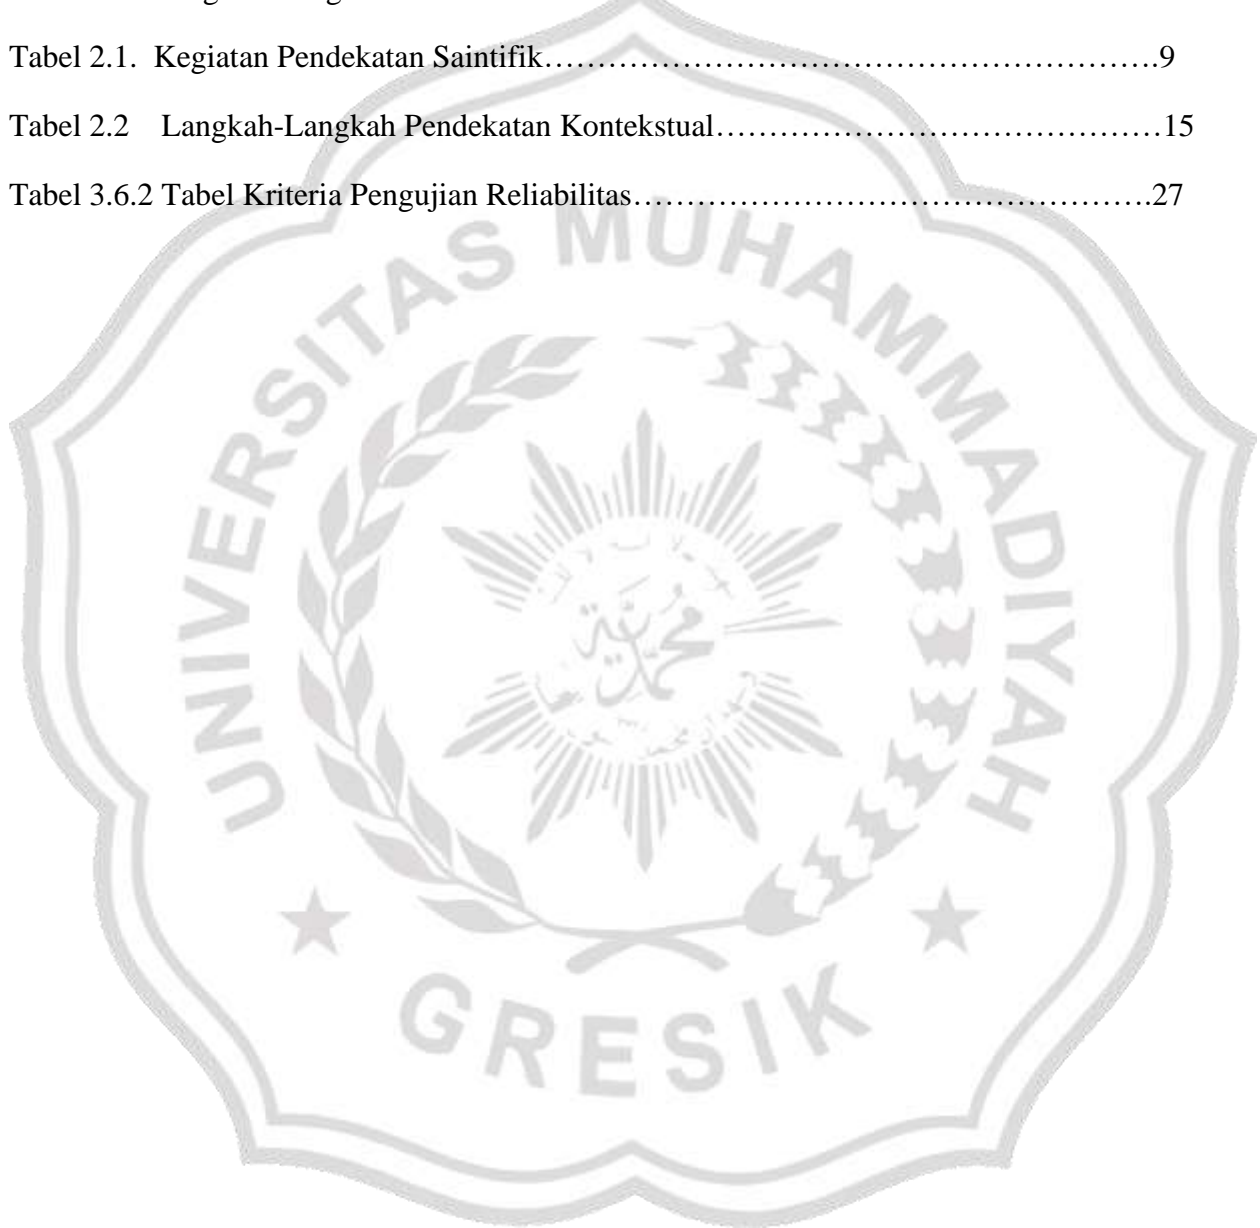 Tabel 2.1. Kegiatan Pendekatan Saintifik……………………………………………………….9
Tabel 2.2 Langkah-Langkah Pendekatan Kontekstual……………………………………15
Tabel 3.6.2 Tabel Kriteria Pengujian Reliabilitas………………………………………….27
UNIVERSITAS MUHAMMADIYAH
محمدية
GRESIK